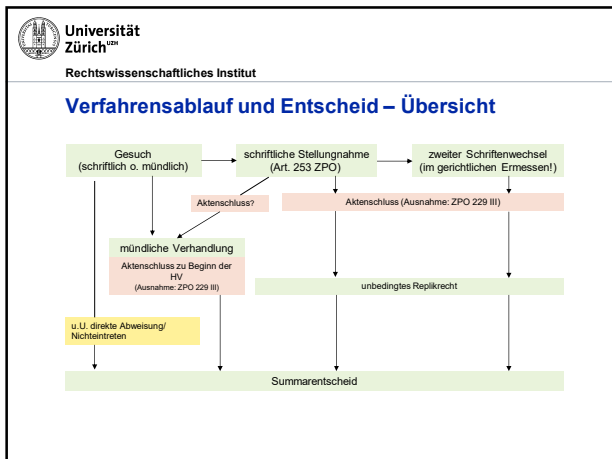 Universität
Zürich UZH
Rechtswissenschaftliches Institut
Verfahrensablauf und Entscheid – Übersicht
Gesuch
(schriftlich o. mündlich)
schriftliche Stellungnahme
(Art. 253 ZPO)
zweiter Schriftenwechsel
(im gerichtlichen Ermessen!)
Aktenschluss?
Aktenschluss (Ausnahme: ZPO 229 III)
mündliche Verhandlung
Aktenschluss zu Beginn der
HV
(Ausnahme: ZPO 229 III)
unbedingtes Replikrecht
u.U. direkte Abweisung/
Nichteintreten
Summarentscheid